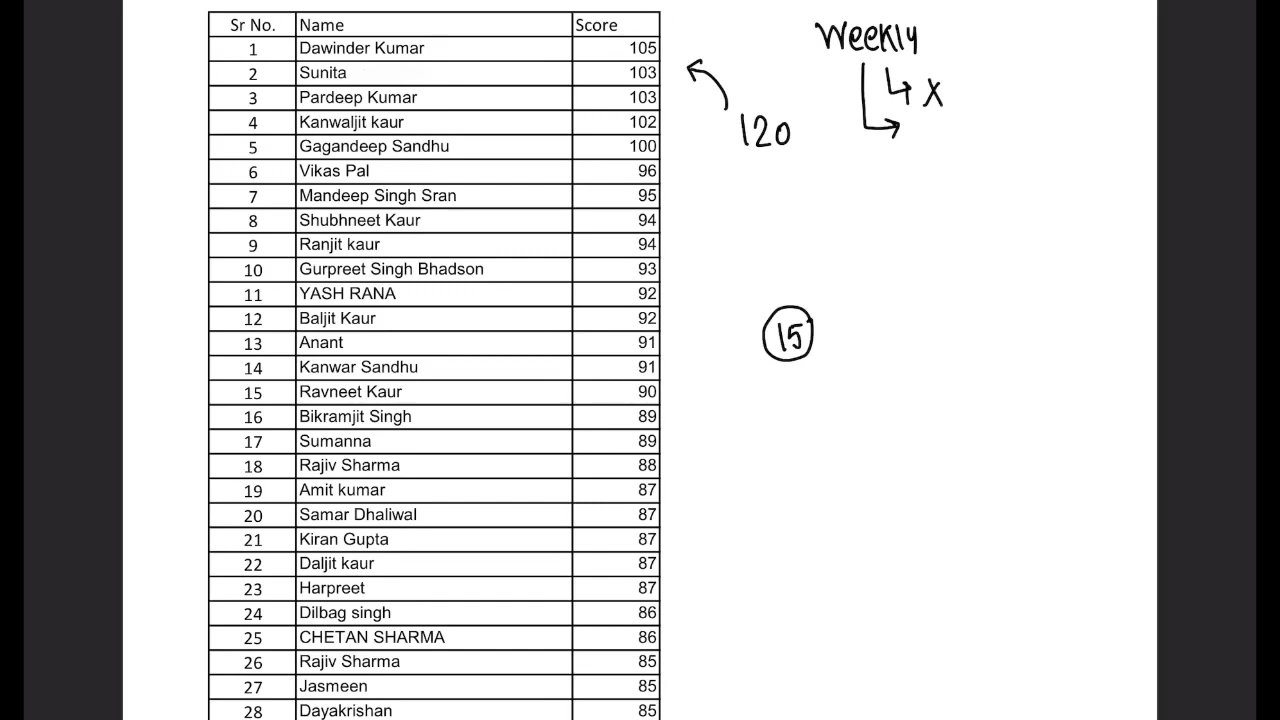 Sr No. Name Score
1 Dawinder Kumar 105
2 Sunita 103
3 Pardeep Kumar 103
4 Kanwaljit kaur 102
5 Gagandeep Sandhu 100
6 Vikas Pal 96
7 Mandeep Singh Sran 95
8 Shubhneet Kaur 94
9 Ranjit kaur 94
10 Gurpreet Singh Bhadson 93
11 YASH RANA 92
12 Baljit Kaur 92
13 Anant 91
14 Kanwar Sandhu 91
15 Ravneet Kaur 90
16 Bikramjit Singh 89
17 Sumanna 89
18 Rajiv Sharma 88
19 Amit kumar 87
20 Samar Dhaliwal 87
21 Kiran Gupta 87
22 Daljit kaur 87
23 Harpreet 87
24 Dilbag singh 86
25 CHETAN SHARMA 86
26 Rajiv Sharma 85
27 Jasmeen 85
28 Dayakrishan 85
Weekly
X
120
15